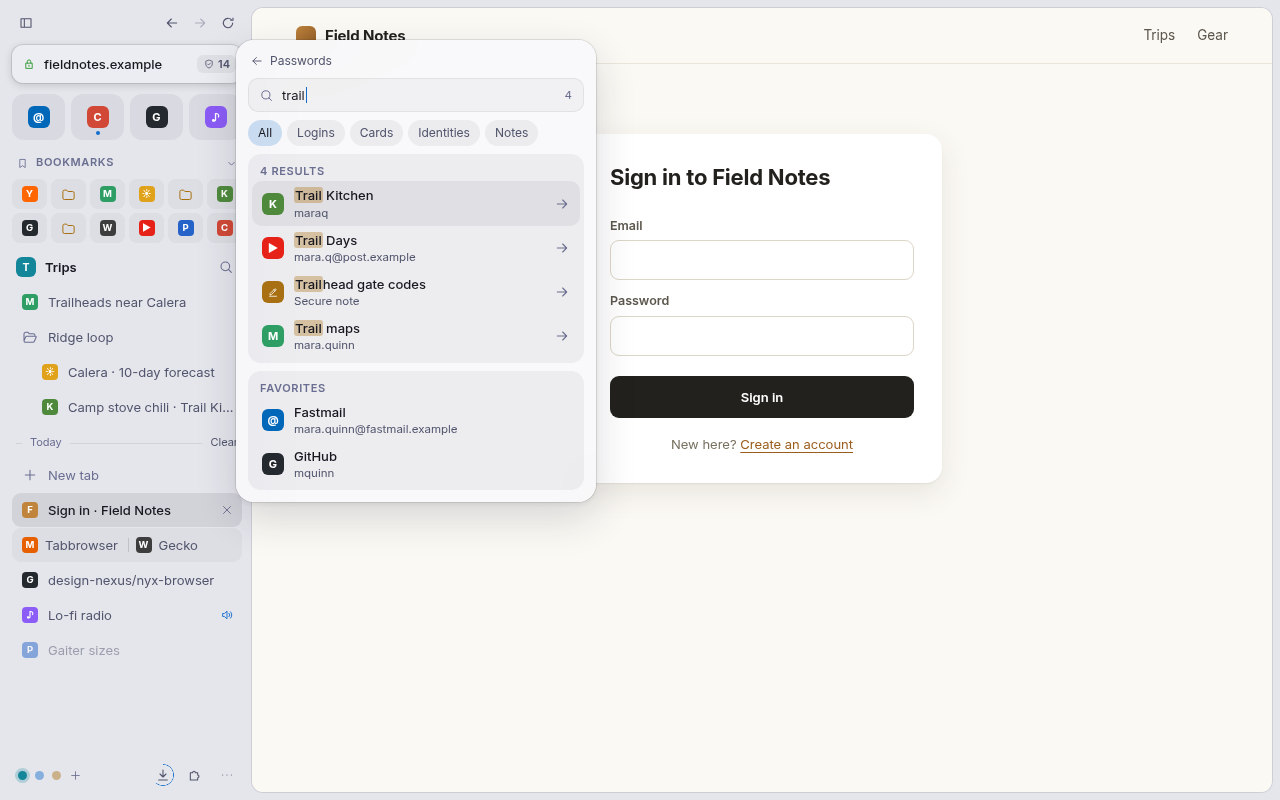 fieldnotes.example
14
@
C
G
BOOKMARKS
Y
M
K
G
W
P
C
T Trips
M Trailheads near Calera
Ridge loop
Calera · 10-day forecast
K Camp stove chili · Trail Ki...
Today
Clear
New tab
F Sign in · Field Notes
M Tabbrowser
W Gecko
G design-nexus/nyx-browser
Lo-fi radio
P Gaiter sizes
Passwords
trail
4
All
Logins
Cards
Identities
Notes
4 RESULTS
K Trail Kitchen
maraq
Trail Days
mara.q@post.example
Trailhead gate codes
Secure note
M Trail maps
mara.quinn
FAVORITES
@ Fastmail
mara.quinn@fastmail.example
G GitHub
mquinn
Field Notes
Trips
Gear
Sign in to Field Notes
Email
Password
Sign in
New here? Create an account